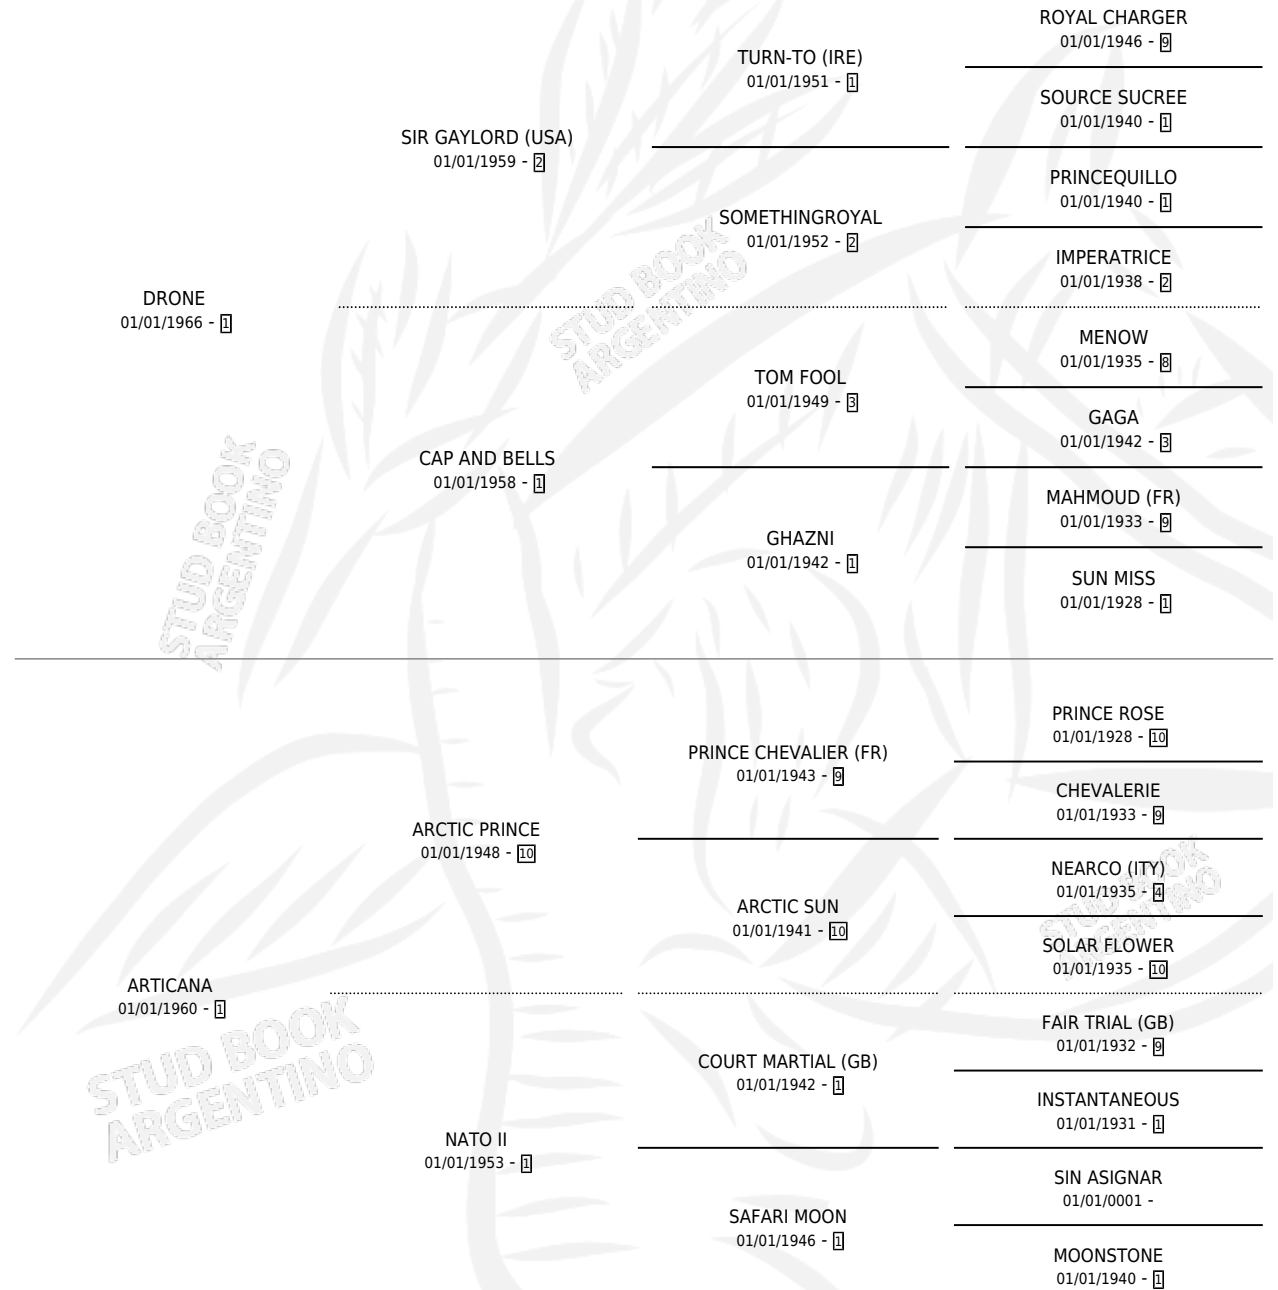 ROYAL CHARGER
01/01/1946 - 9
TURN-TO (IRE)
01/01/1951 - 1
SOURCE SUCREE
01/01/1940 - 1
SIR GAYLORD (USA)
01/01/1959 - 2
PRINCEQUILLO
01/01/1940 - 1
SOMETHINGROYAL
01/01/1952 - 2
IMPERATRICE
01/01/1938 - 2
DRONE
01/01/1966 - 1
MENOW
01/01/1935 - 8
TOM FOOL
01/01/1949 - 3
GAGA
01/01/1942 - 3
CAP AND BELLS
01/01/1958 - 1
MAHMOUD (FR)
01/01/1933 - 9
GHAZNI
01/01/1942 - 1
SUN MISS
01/01/1928 - 1
STUD BOOK
ARGENTINO
STUD BOOK
ARGENTINO
PRINCE ROSE
01/01/1928 - 10
PRINCE CHEVALIER (FR)
01/01/1943 - 9
CHEVALERIE
01/01/1933 - 9
ARCTIC PRINCE
01/01/1948 - 10
NEARCO (ITY)
01/01/1935 - 4
ARCTIC SUN
01/01/1941 - 10
SOLAR FLOWER
01/01/1935 - 10
ARTICANA
01/01/1960 - 1
FAIR TRIAL (GB)
01/01/1932 - 9
COURT MARTIAL (GB)
01/01/1942 - 1
INSTANTANEOUS
01/01/1931 - 1
NATO II
01/01/1953 - 1
SIN ASIGNAR
01/01/0001 -
SAFARI MOON
01/01/1946 - 1
MOONSTONE
01/01/1940 - 1
STUD BOOK
ARGENTINO
STUD BOOK
ARGENTINO